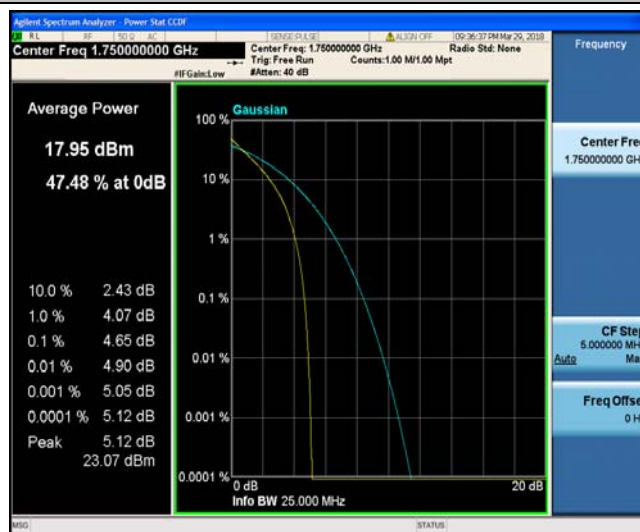 Agilent Spectrum Analyzer - Power Stat CCDF
RL RF 50 Ω AC SENSE:PULSE ALIGN OFF 09:36:37 PM Mar 29, 2018
Center Freq 1.750000000 GHz
Center Freq: 1.750000000 GHz
Radio Std: None
Trig: Free Run
Counts:1.00 M/1.00 Mpt
#IFGain:Low
#Atten: 40 dB
Frequency
Average Power
17.95 dBm
47.48 % at 0dB
10.0 % 2.43 dB
1.0 % 4.07 dB
0.1 % 4.65 dB
0.01 % 4.90 dB
0.001 % 5.05 dB
0.0001 % 5.12 dB
Peak 5.12 dB
23.07 dBm
Gaussian
100 %
10 %
1 %
0.1 %
0.01 %
0.001 %
0.0001 %
0 dB
20 dB
Info BW 25.000 MHz
Center Fre
1.750000000 GH
CF Ste
5.000000 MH
Auto Ma
Freq Offse
0 H
MSG
STATUS